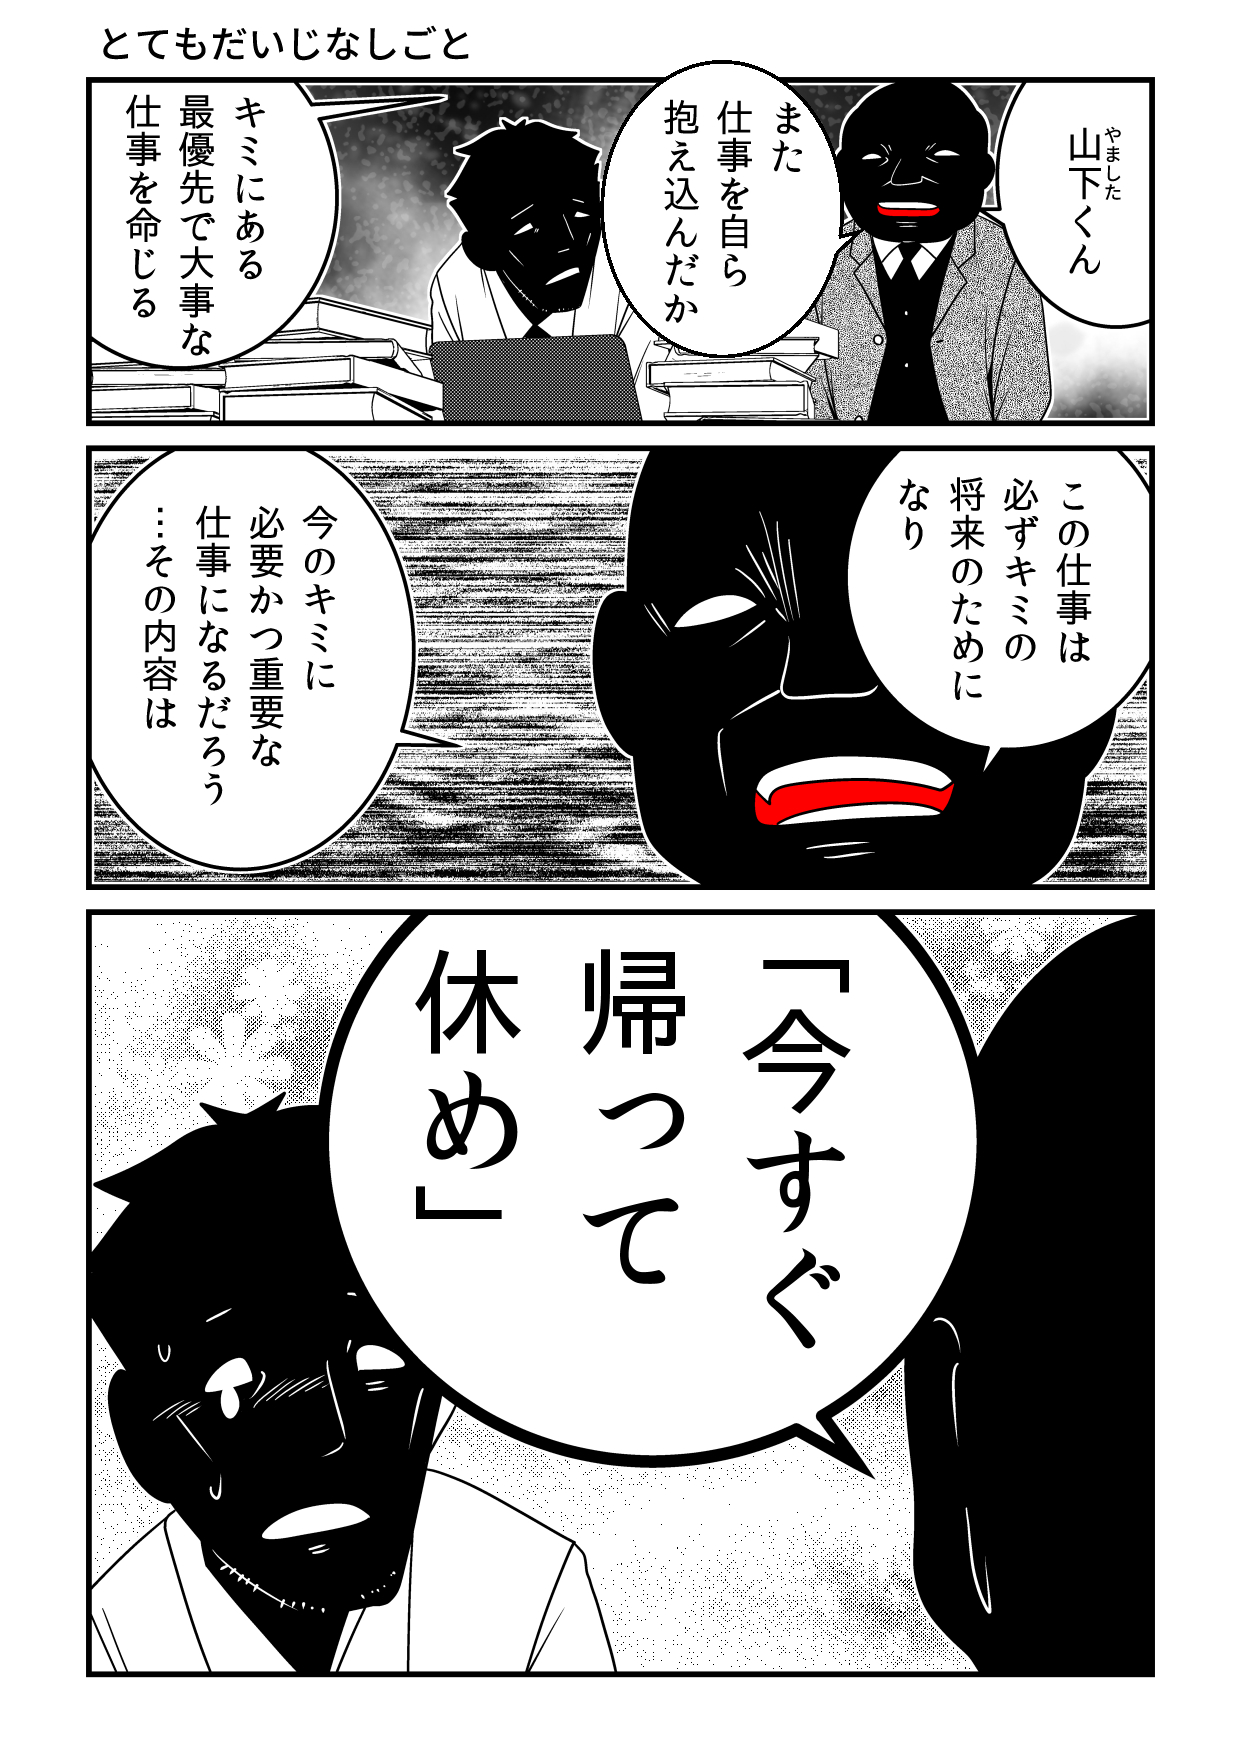 とてもだいじなしごと
山下くん
やました
また
仕事を自ら
抱え込んだか
キミにある
最優先で大事な
仕事を命じる
この仕事は
必ずキミの
将来のために
なり
今のキミに
必要かつ重要な
仕事になるだろう
…その内容は
「今すぐ
帰って
休め」